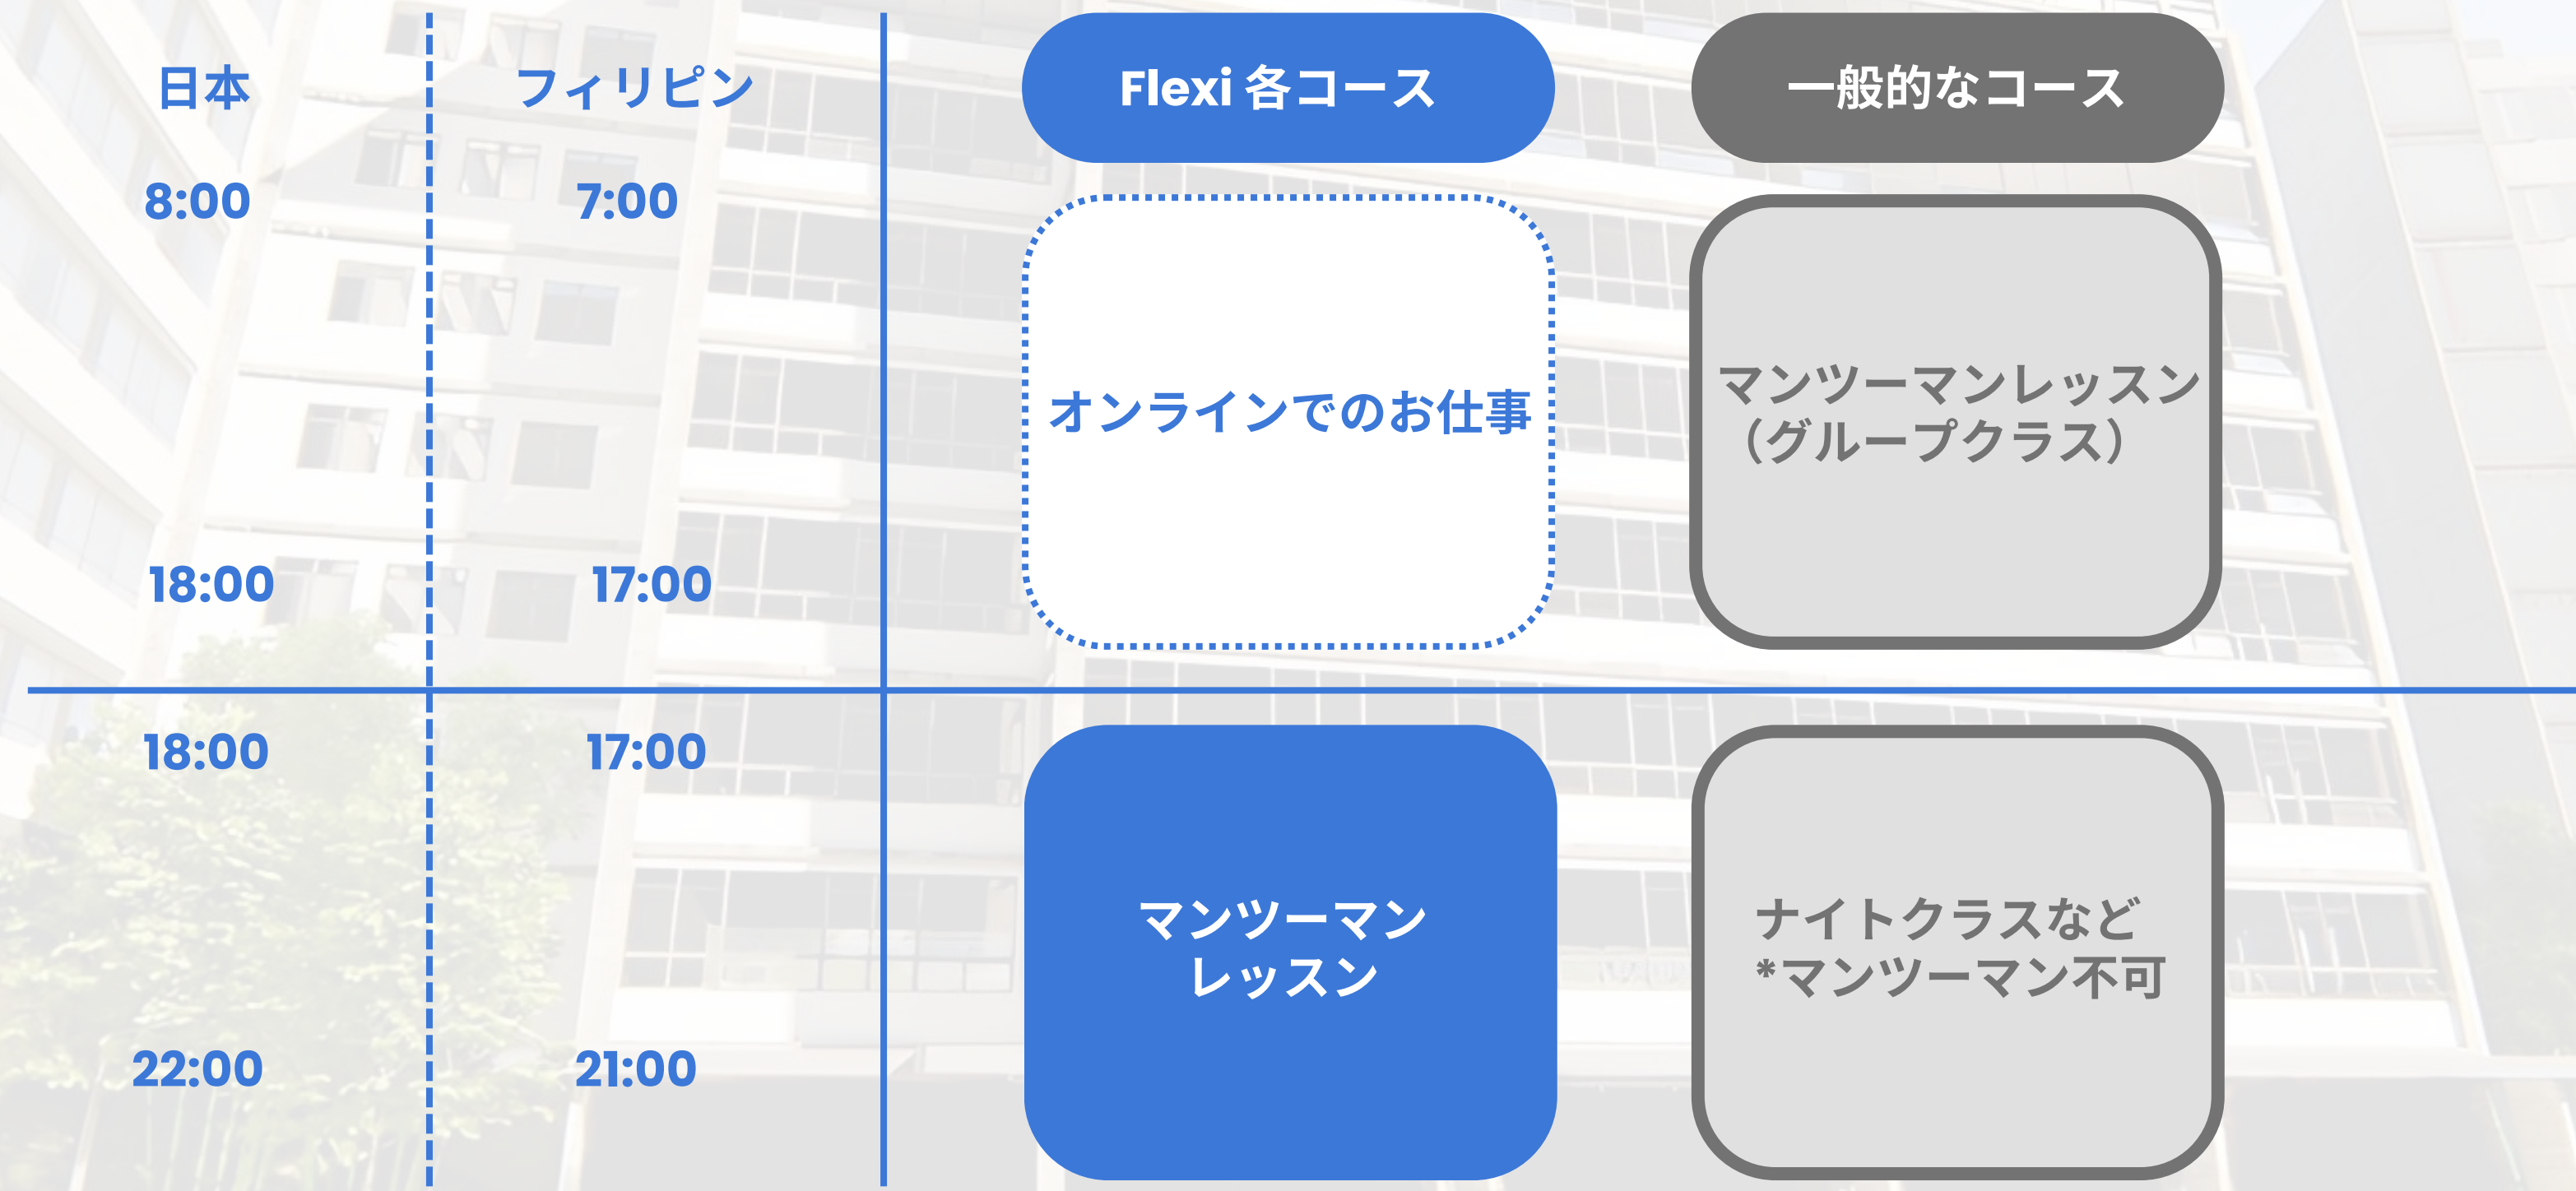 日本
フィリピン
Flexi 各コース
一般的なコース
8:00
7:00
オンラインでのお仕事
マンツーマンレッスン
（グループクラス）
18:00
17:00
18:00
17:00
マンツーマン
レッスン
ナイトクラスなど
*マンツーマン不可
22:00
21:00